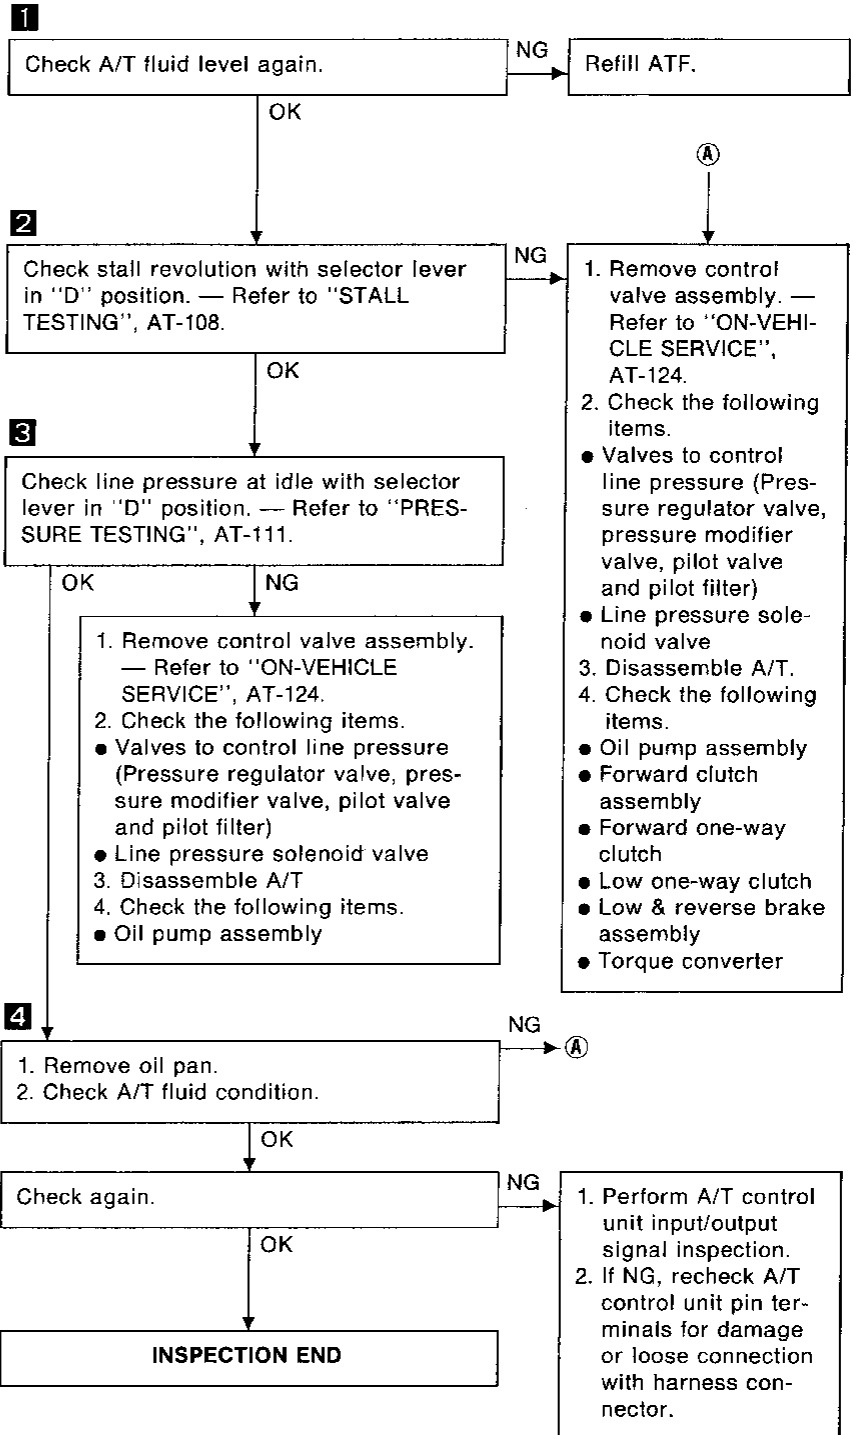 1
Check A/T fluid level again.
NG
Refill ATF.
OK
Ⓐ
2
Check stall revolution with selector lever
in "D" position. — Refer to "STALL
TESTING", AT-108.
NG
1. Remove control
valve assembly. —
Refer to "ON-VEHI-
CLE SERVICE",
AT-124.
2. Check the following
items.
● Valves to control
line pressure (Pres-
sure regulator valve,
pressure modifier
valve, pilot valve
and pilot filter)
● Line pressure sole-
noid valve
3. Disassemble A/T.
4. Check the following
items.
● Oil pump assembly
● Forward clutch
assembly
● Forward one-way
clutch
● Low one-way clutch
● Low & reverse brake
assembly
● Torque converter
OK
3
Check line pressure at idle with selector
lever in "D" position. — Refer to "PRES-
SURE TESTING", AT-111.
OK
NG
1. Remove control valve assembly.
— Refer to "ON-VEHICLE
SERVICE", AT-124.
2. Check the following items.
● Valves to control line pressure
(Pressure regulator valve, pres-
sure modifier valve, pilot valve
and pilot filter)
● Line pressure solenoid valve
3. Disassemble A/T
4. Check the following items.
● Oil pump assembly
4
1. Remove oil pan.
2. Check A/T fluid condition.
NG
Ⓐ
OK
Check again.
NG
1. Perform A/T control
unit input/output
signal inspection.
2. If NG, recheck A/T
control unit pin ter-
minals for damage
or loose connection
with harness con-
nector.
OK
INSPECTION END